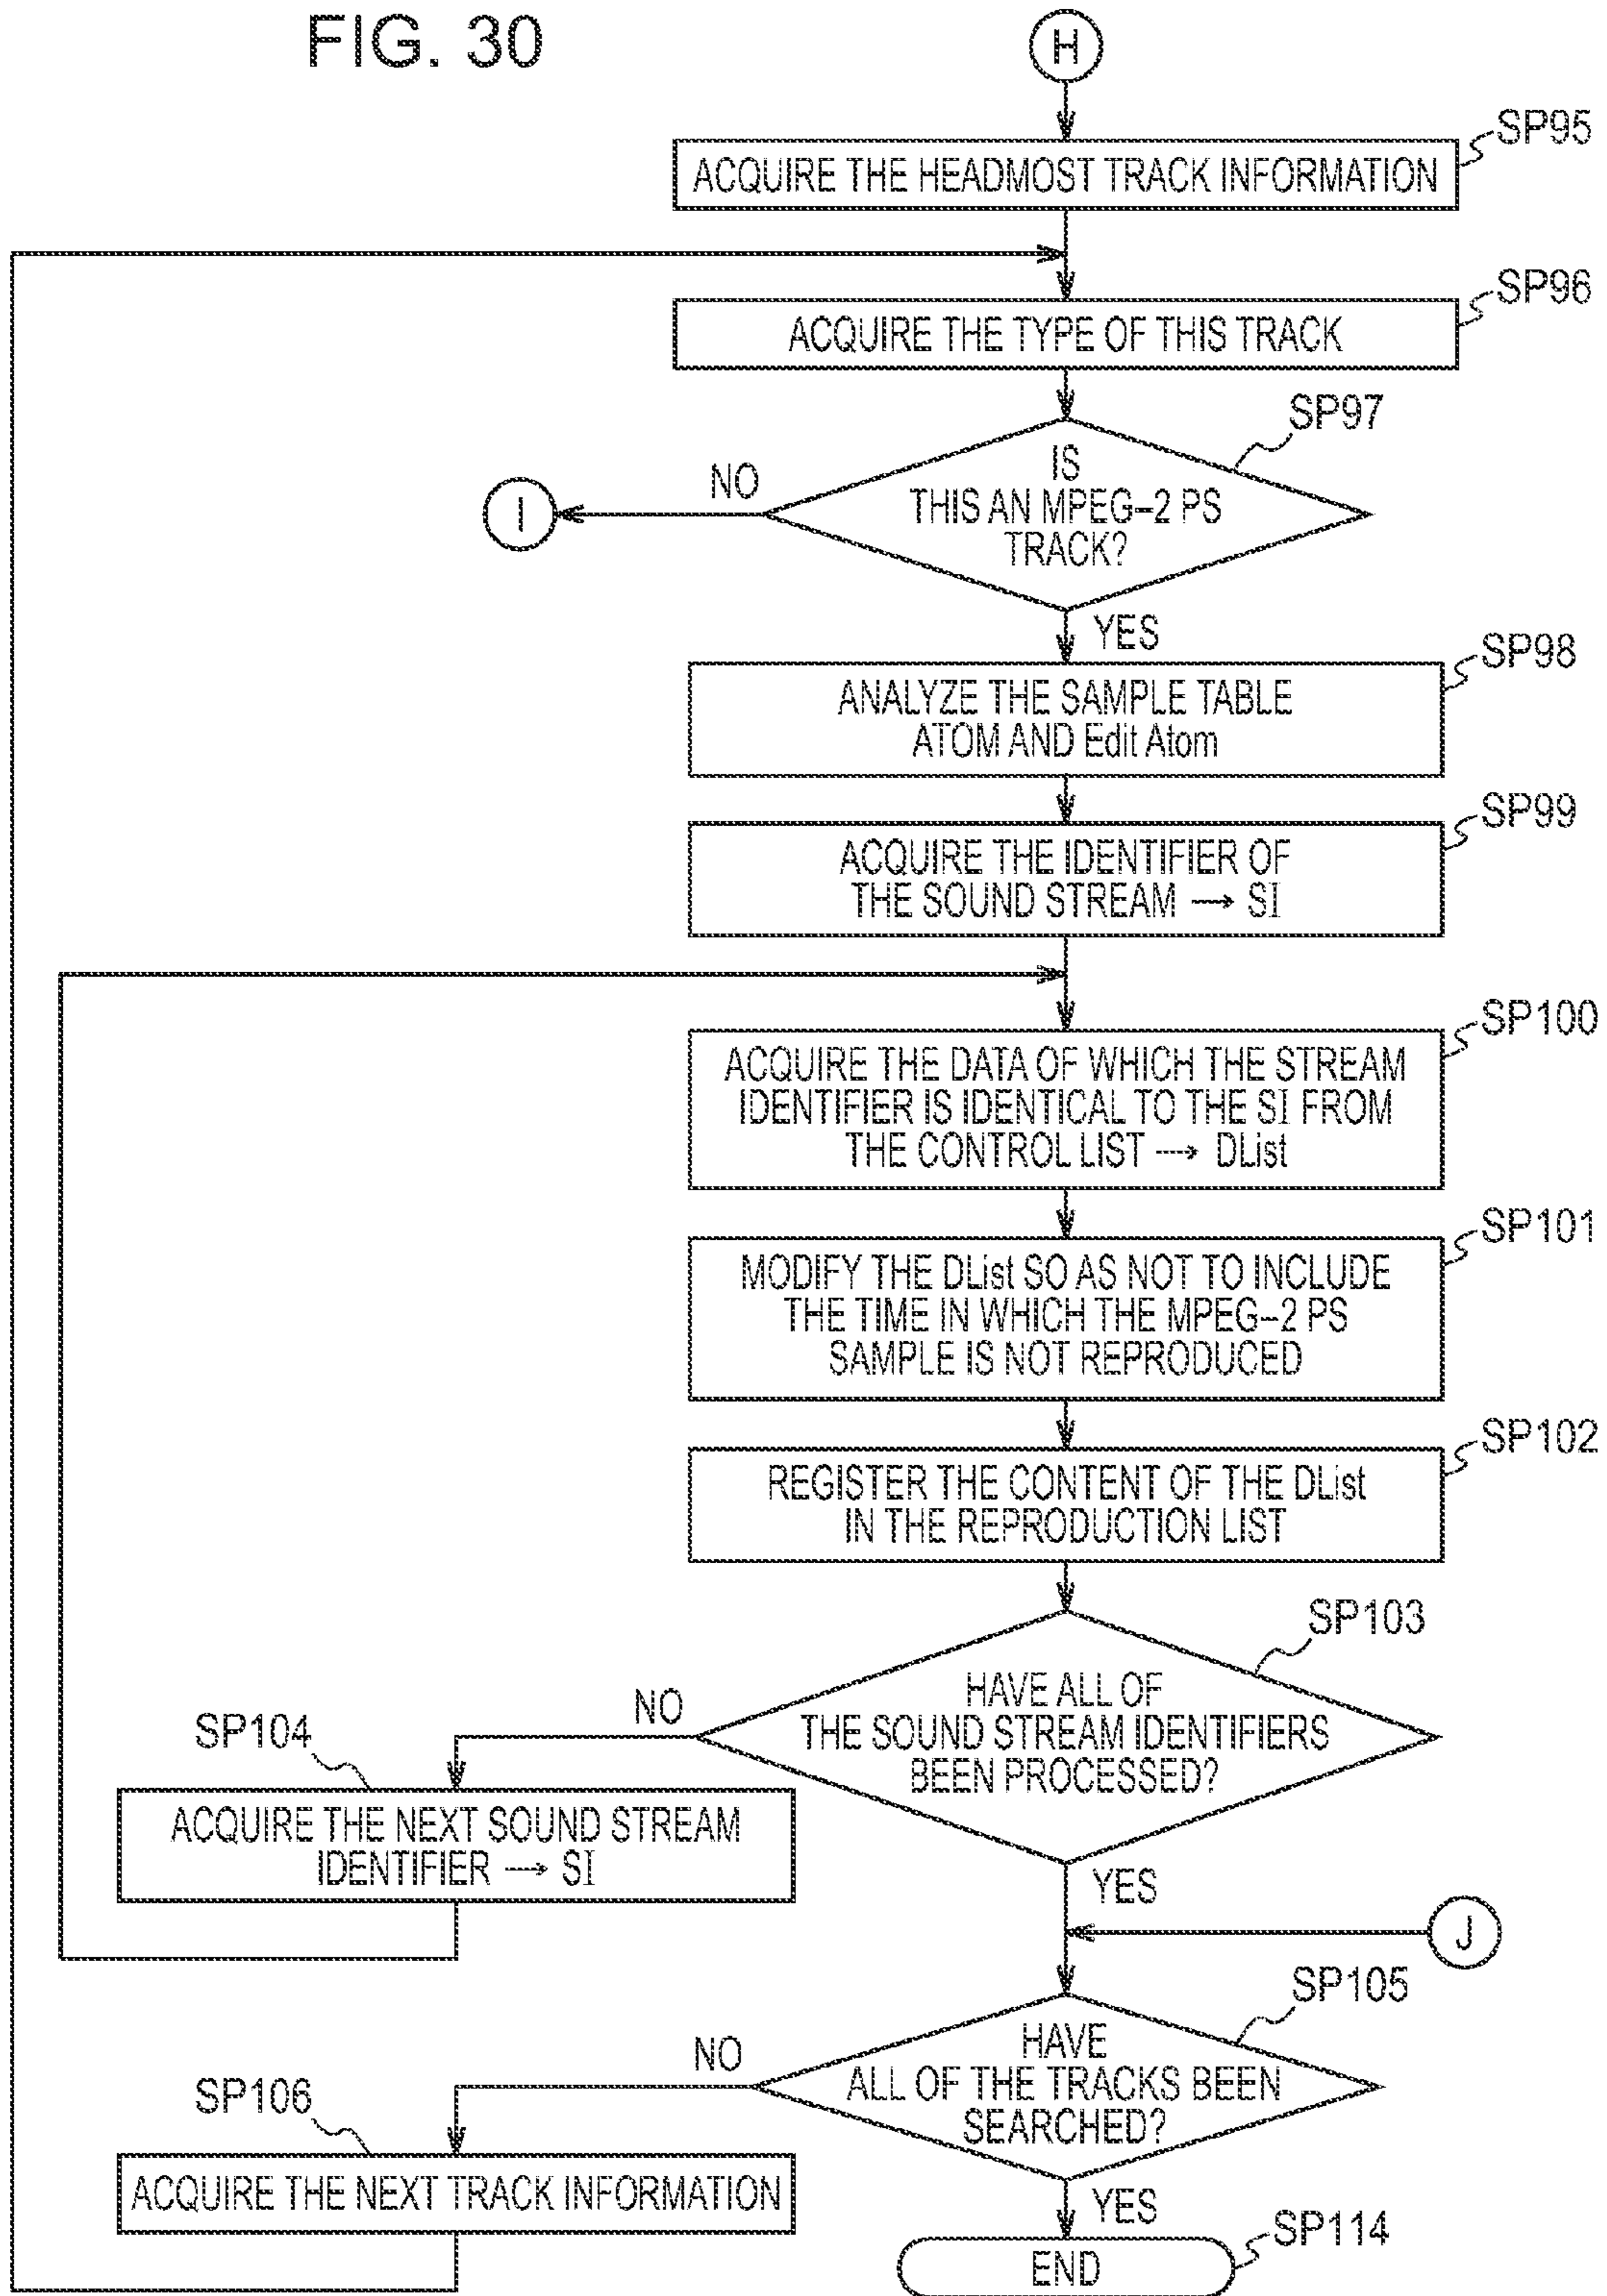 FIG. 30
H
SP95
ACQUIRE THE HEADMOST TRACK INFORMATION
SP96
ACQUIRE THE TYPE OF THIS TRACK
SP97
IS
THIS AN MPEG-2 PS
TRACK?
NO
I
YES
SP98
ANALYZE THE SAMPLE TABLE
ATOM AND Edit Atom
SP99
ACQUIRE THE IDENTIFIER OF
THE SOUND STREAM → SI
SP100
ACQUIRE THE DATA OF WHICH THE STREAM
IDENTIFIER IS IDENTICAL TO THE SI FROM
THE CONTROL LIST → DList
SP101
MODIFY THE DList SO AS NOT TO INCLUDE
THE TIME IN WHICH THE MPEG-2 PS
SAMPLE IS NOT REPRODUCED
SP102
REGISTER THE CONTENT OF THE DList
IN THE REPRODUCTION LIST
SP103
HAVE ALL OF
THE SOUND STREAM IDENTIFIERS
BEEN PROCESSED?
NO
SP104
ACQUIRE THE NEXT SOUND STREAM
IDENTIFIER → SI
YES
J
SP105
HAVE
ALL OF THE TRACKS BEEN
SEARCHED?
NO
SP106
ACQUIRE THE NEXT TRACK INFORMATION
YES
SP114
END